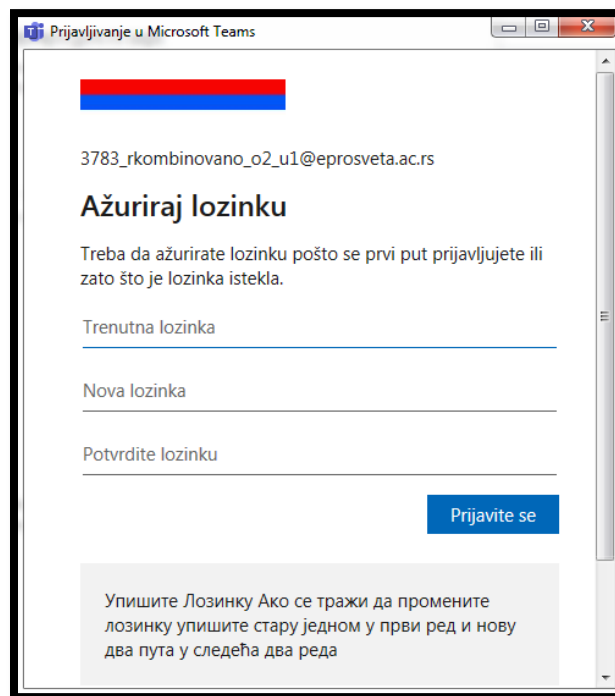 Prijavljivanje u Microsoft Teams
3783_rkombinovano_o2_u1@eprosveta.ac.rs
Ažuriraj lozinku
Treba da ažurirate lozinku pošto se prvi put prijavljujete ili
zato što je lozinka istekla.
Trenutna lozinka
Nova lozinka
Potvrdite lozinku
Prijavite se
Упишите Лозинку Ако се тражи да промените
лозинку упишите стару једном у први ред и нову
два пута у следећа два реда